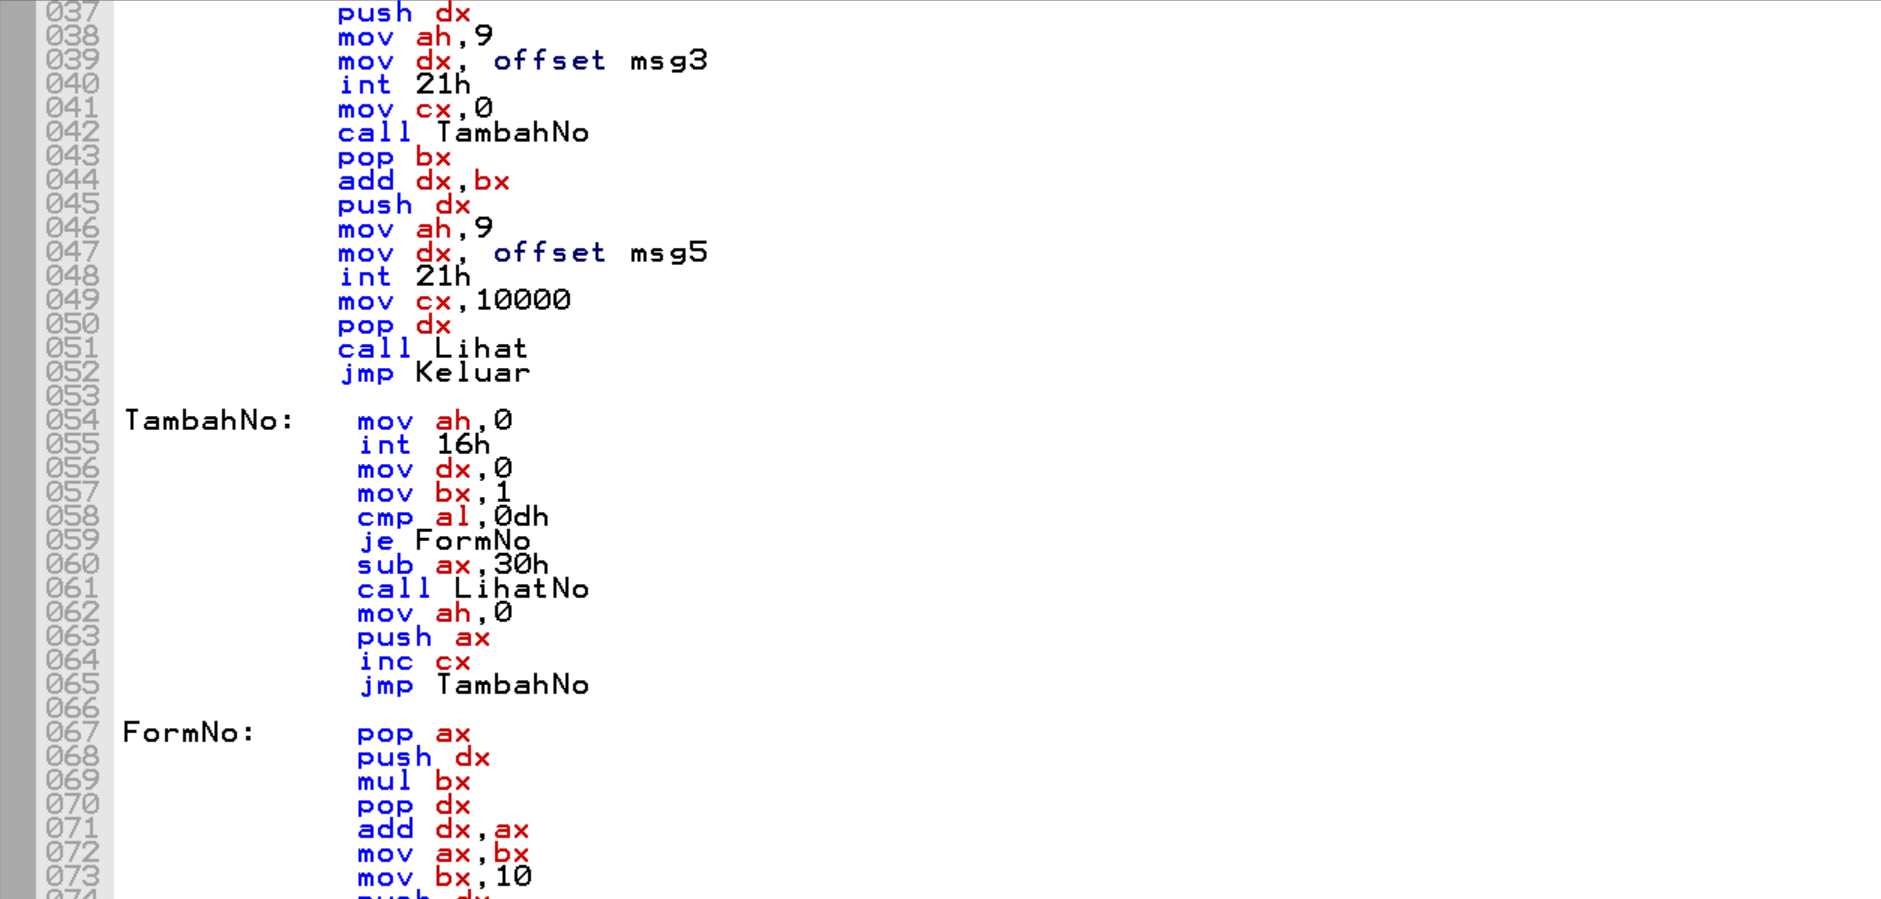 037 push dx
038 mov ah,9
039 mov dx, offset msg3
040 int 21h
041 mov cx,0
042 call TambahNo
043 pop bx
044 add dx,bx
045 push dx
046 mov ah,9
047 mov dx, offset msg5
048 int 21h
049 mov cx,10000
050 pop dx
051 call Lihat
052 jmp Keluar
053
054 TambahNo: mov ah,0
055 int 16h
056 mov dx,0
057 mov bx,1
058 cmp al,0dh
059 je FormNo
060 sub ax,30h
061 call LihatNo
062 mov ah,0
063 push ax
064 inc cx
065 jmp TambahNo
066
067 FormNo: pop ax
068 push dx
069 mul bx
070 pop dx
071 add dx,ax
072 mov ax,bx
073 mov bx,10
074 push dx